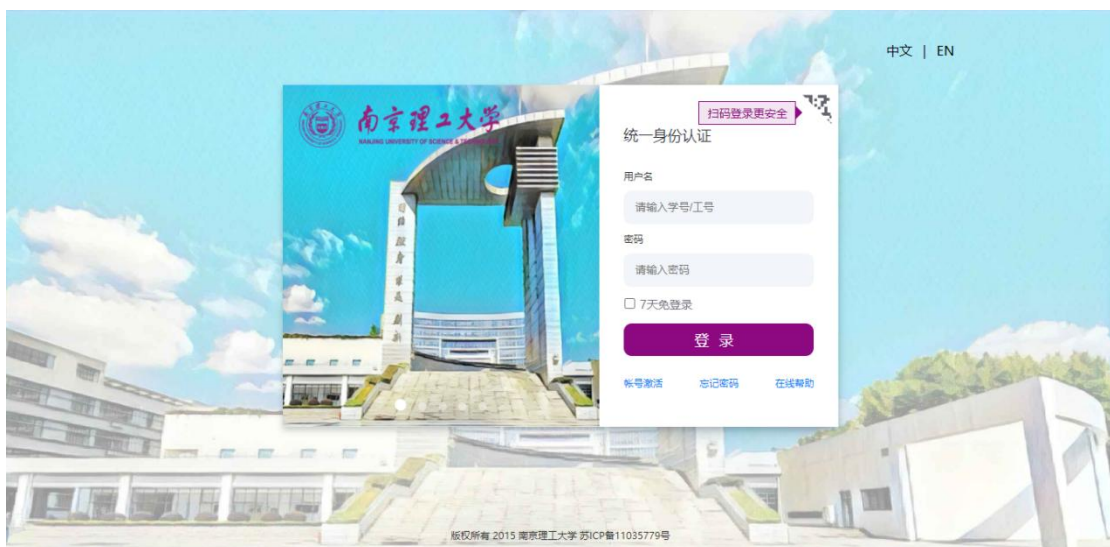 中文 | EN
南京理工大学
NANJING UNIVERSITY OF SCIENCE &
扫码登录更安全
统一身份认证
用户名
请输入学号/工号
密码
请输入密码
7天免登录
登 录
帐号激活 忘记密码 在线帮助
版权所有 2015 南京理工大学 苏ICP备11035779号